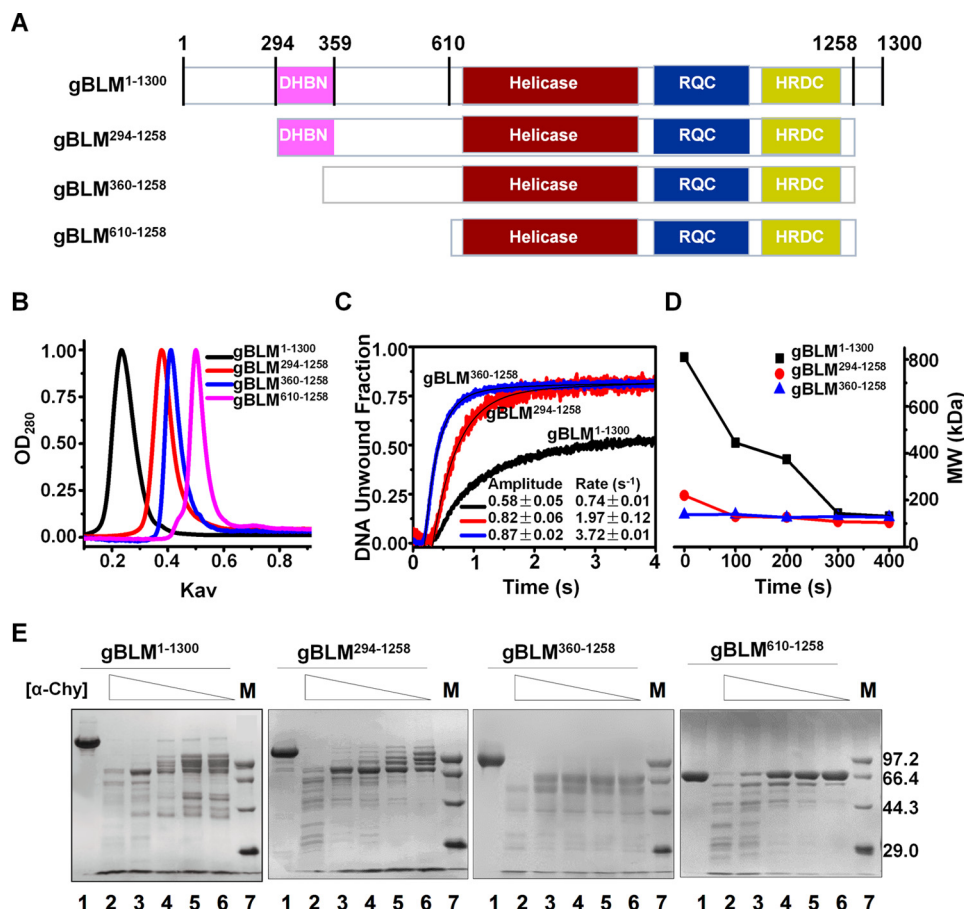 A
1 294 359 610 1258 1300
gBLM1-1300 DHBN Helicase RQC HRDC
gBLM294-1258 DHBN Helicase RQC HRDC
gBLM360-1258 Helicase RQC HRDC
gBLM610-1258 Helicase RQC HRDC
B
OD280
1.00
0.75
0.50
0.25
0.00
0.2 0.4 0.6 0.8
Kav
gBLM1-1300
gBLM294-1258
gBLM360-1258
gBLM610-1258
C
DNA Unwound Fraction
1.00
0.75
0.50
0.25
0.00
0 1 2 3 4
Time (s)
gBLM360-1258
gBLM294-1258
gBLM1-1300
Amplitude Rate (s-1)
0.58±0.05 0.74±0.01
0.82±0.06 1.97±0.12
0.87±0.02 3.72±0.01
D
gBLM1-1300
gBLM294-1258
gBLM360-1258
800
600
400
200
0
MW (kDa)
0 100 200 300 400
Time (s)
E
gBLM1-1300 gBLM294-1258 gBLM360-1258 gBLM610-1258
[α-Chy] M M M M
97.2
66.4
44.3
29.0
1 2 3 4 5 6 7 1 2 3 4 5 6 7 1 2 3 4 5 6 7 1 2 3 4 5 6 7